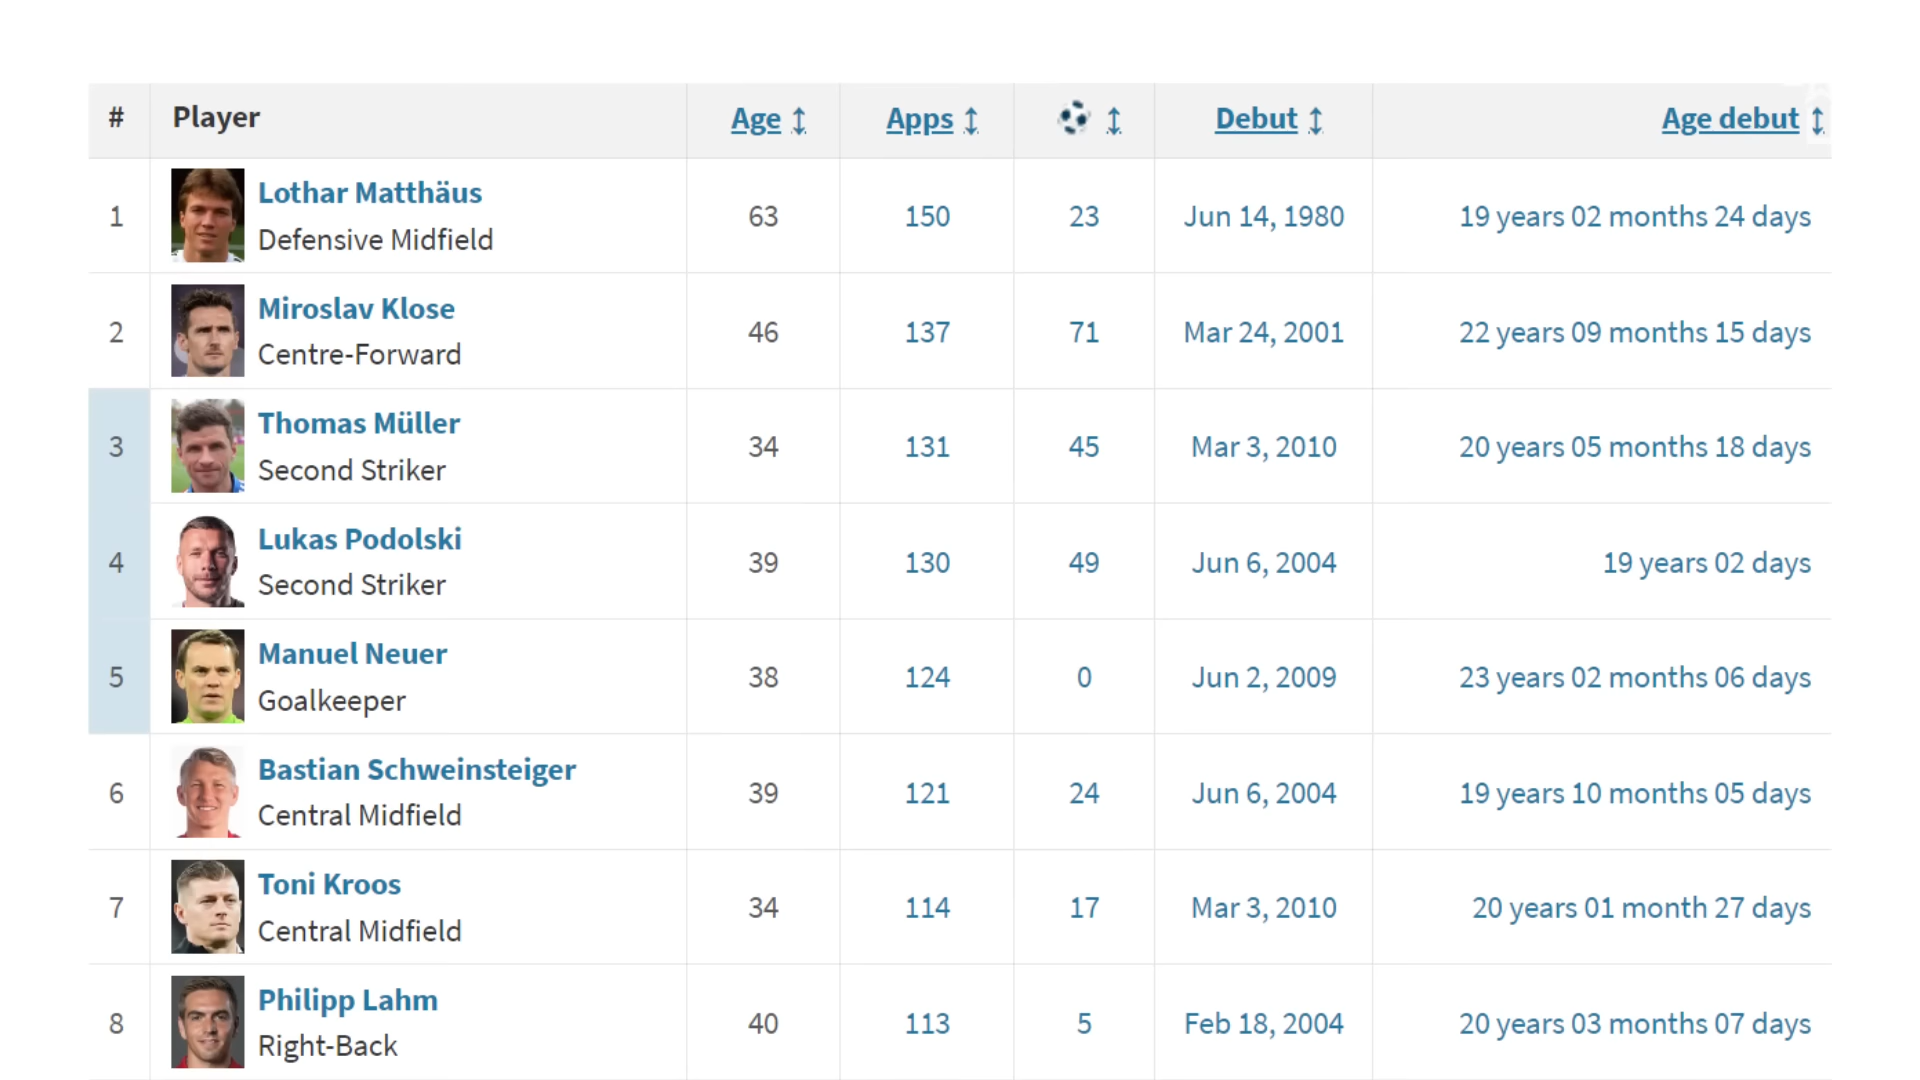 # Player Age Apps Debut Age debut
1 Lothar Matthäus 63 150 23 Jun 14, 1980 19 years 02 months 24 days
Defensive Midfield
2 Miroslav Klose 46 137 71 Mar 24, 2001 22 years 09 months 15 days
Centre-Forward
3 Thomas Müller 34 131 45 Mar 3, 2010 20 years 05 months 18 days
Second Striker
4 Lukas Podolski 39 130 49 Jun 6, 2004 19 years 02 days
Second Striker
5 Manuel Neuer 38 124 0 Jun 2, 2009 23 years 02 months 06 days
Goalkeeper
6 Bastian Schweinsteiger 39 121 24 Jun 6, 2004 19 years 10 months 05 days
Central Midfield
7 Toni Kroos 34 114 17 Mar 3, 2010 20 years 01 month 27 days
Central Midfield
8 Philipp Lahm 40 113 5 Feb 18, 2004 20 years 03 months 07 days
Right-Back